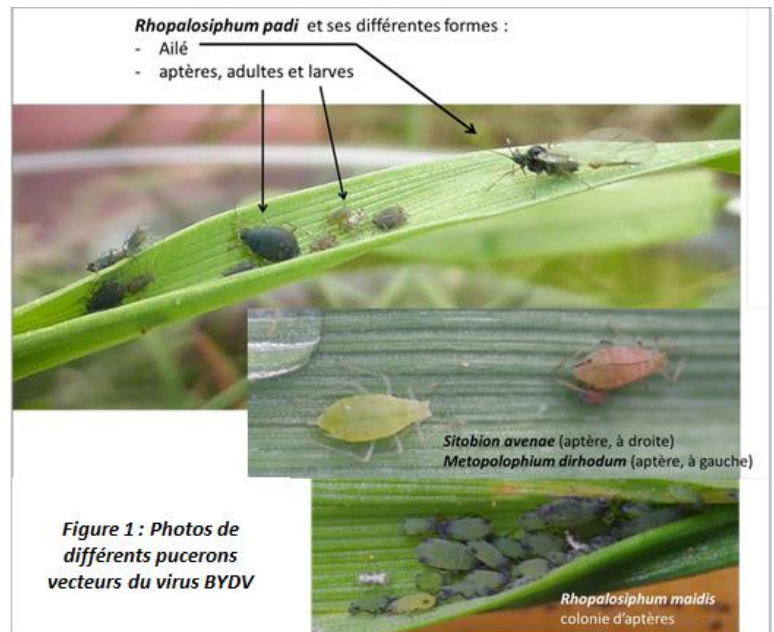 Rhopalosiphum padi et ses différentes formes :
- Ailé
- aptères, adultes et larves
Sitobion avenae (aptère, à droite)
Metopolophium dirhodum (aptère, à gauche)
Figure 1 : Photos de
différents pucerons
vecteurs du virus BYDV
Rhopalosiphum maidis
colonie d'aptères